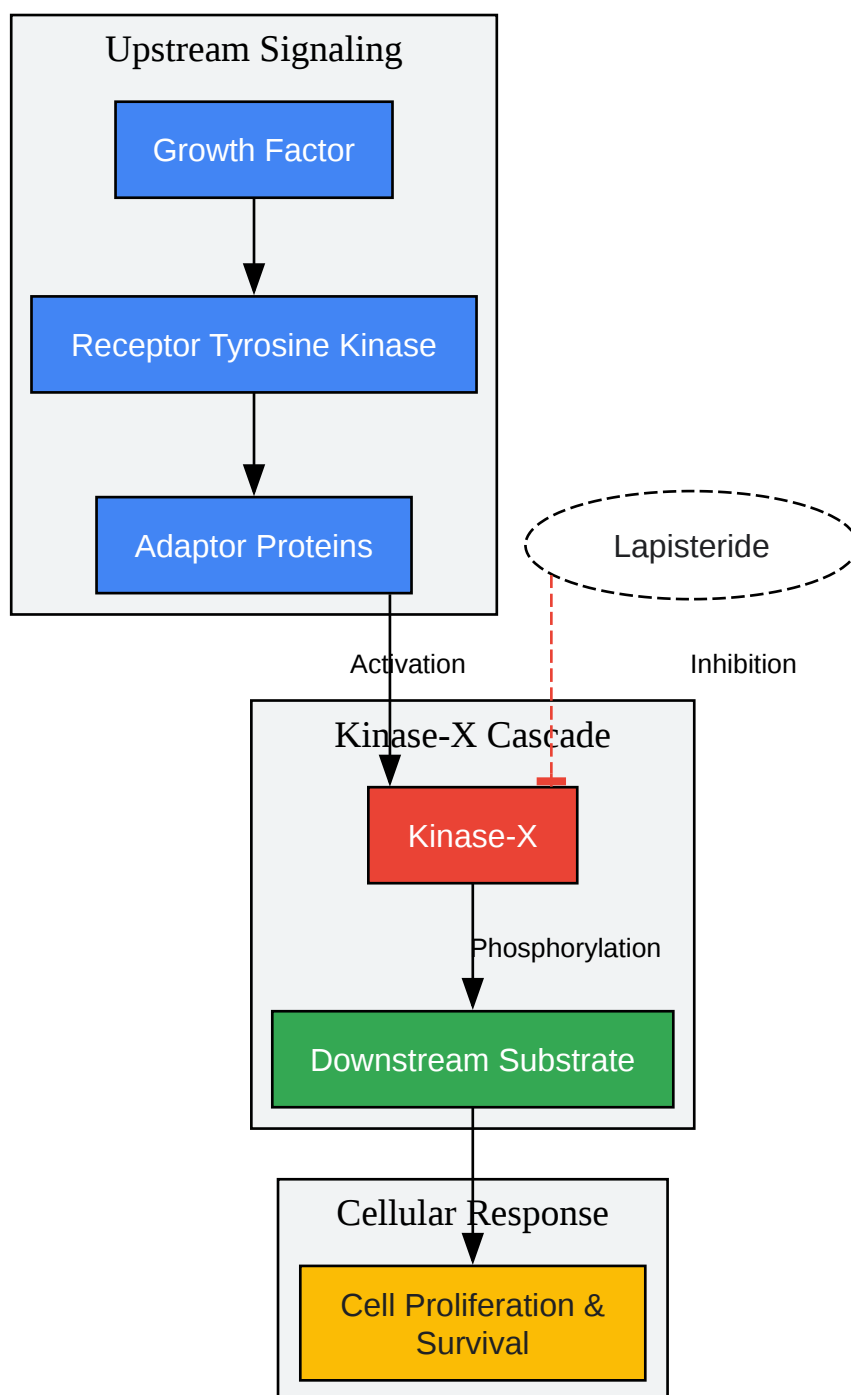 Upstream Signaling
Growth Factor
Receptor Tyrosine Kinase
Adaptor Proteins
Lapisteride
Activation
Inhibition
Kinase-X Cascade
Kinase-X
Phosphorylation
Downstream Substrate
Cellular Response
Cell Proliferation &
Survival